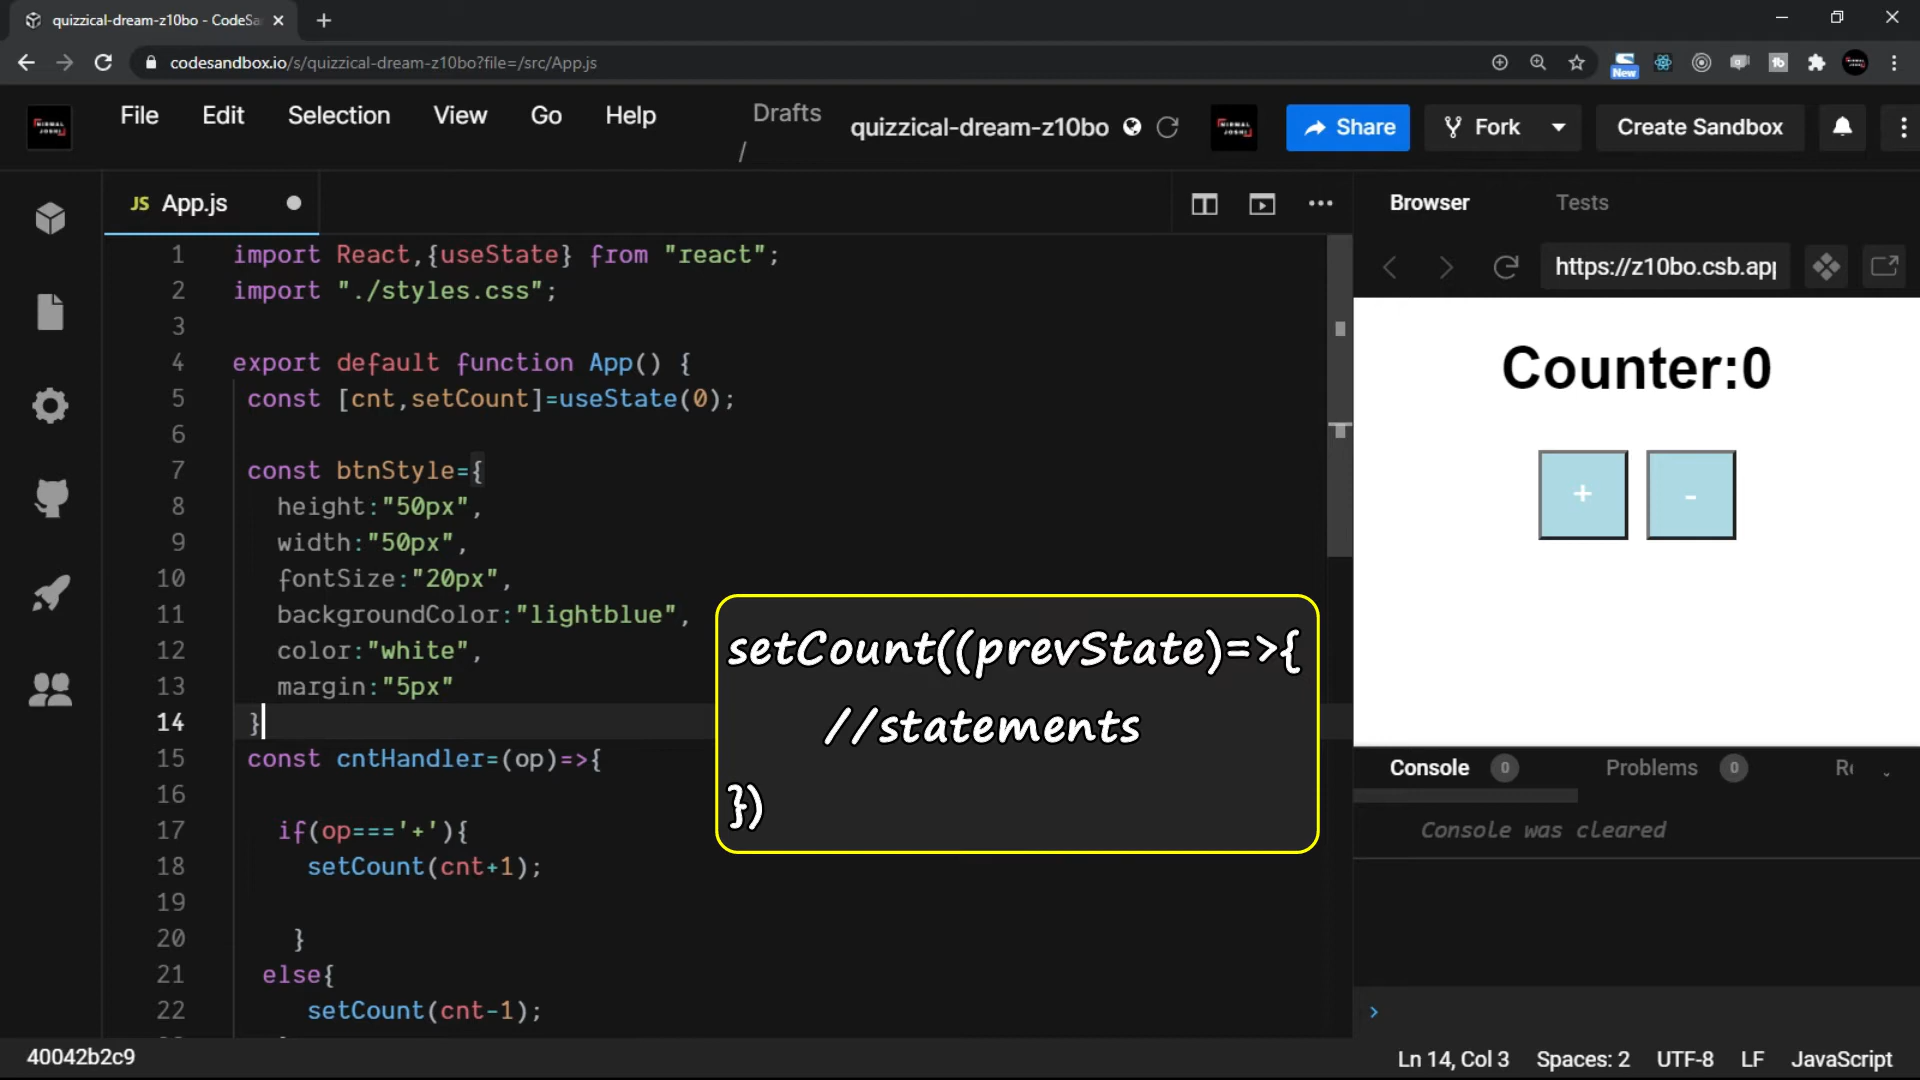 quizzical-dream-z10bo - CodeSa
codesandbox.io/s/quizzical-dream-z10bo?file=/src/App.js
New
File Edit Selection View Go Help
Drafts
/
quizzical-dream-z10bo
NIRMAL JOSHI
NIRMAL JOSHI
Share
Fork
Create Sandbox
JS App.js
Browser Tests
https://z10bo.csb.app
1 import React,{useState} from "react";
2 import "./styles.css";
3
4 export default function App() {
5 const [cnt,setCount]=useState(0);
6
7 const btnStyle={
8 height:"50px",
9 width:"50px",
10 fontSize:"20px",
11 backgroundColor:"lightblue",
12 color:"white",
13 margin:"5px"
14 }
15 const cntHandler=(op)=>{
16
17 if(op==='+'){
18 setCount(cnt+1);
19
20 }
21 else{
22 setCount(cnt-1);
setCount((prevState)=>{
//statements
})
Counter:0
+ -
Console 0 Problems 0
Console was cleared
40042b2c9
Ln 14, Col 3 Spaces: 2 UTF-8 LF JavaScript